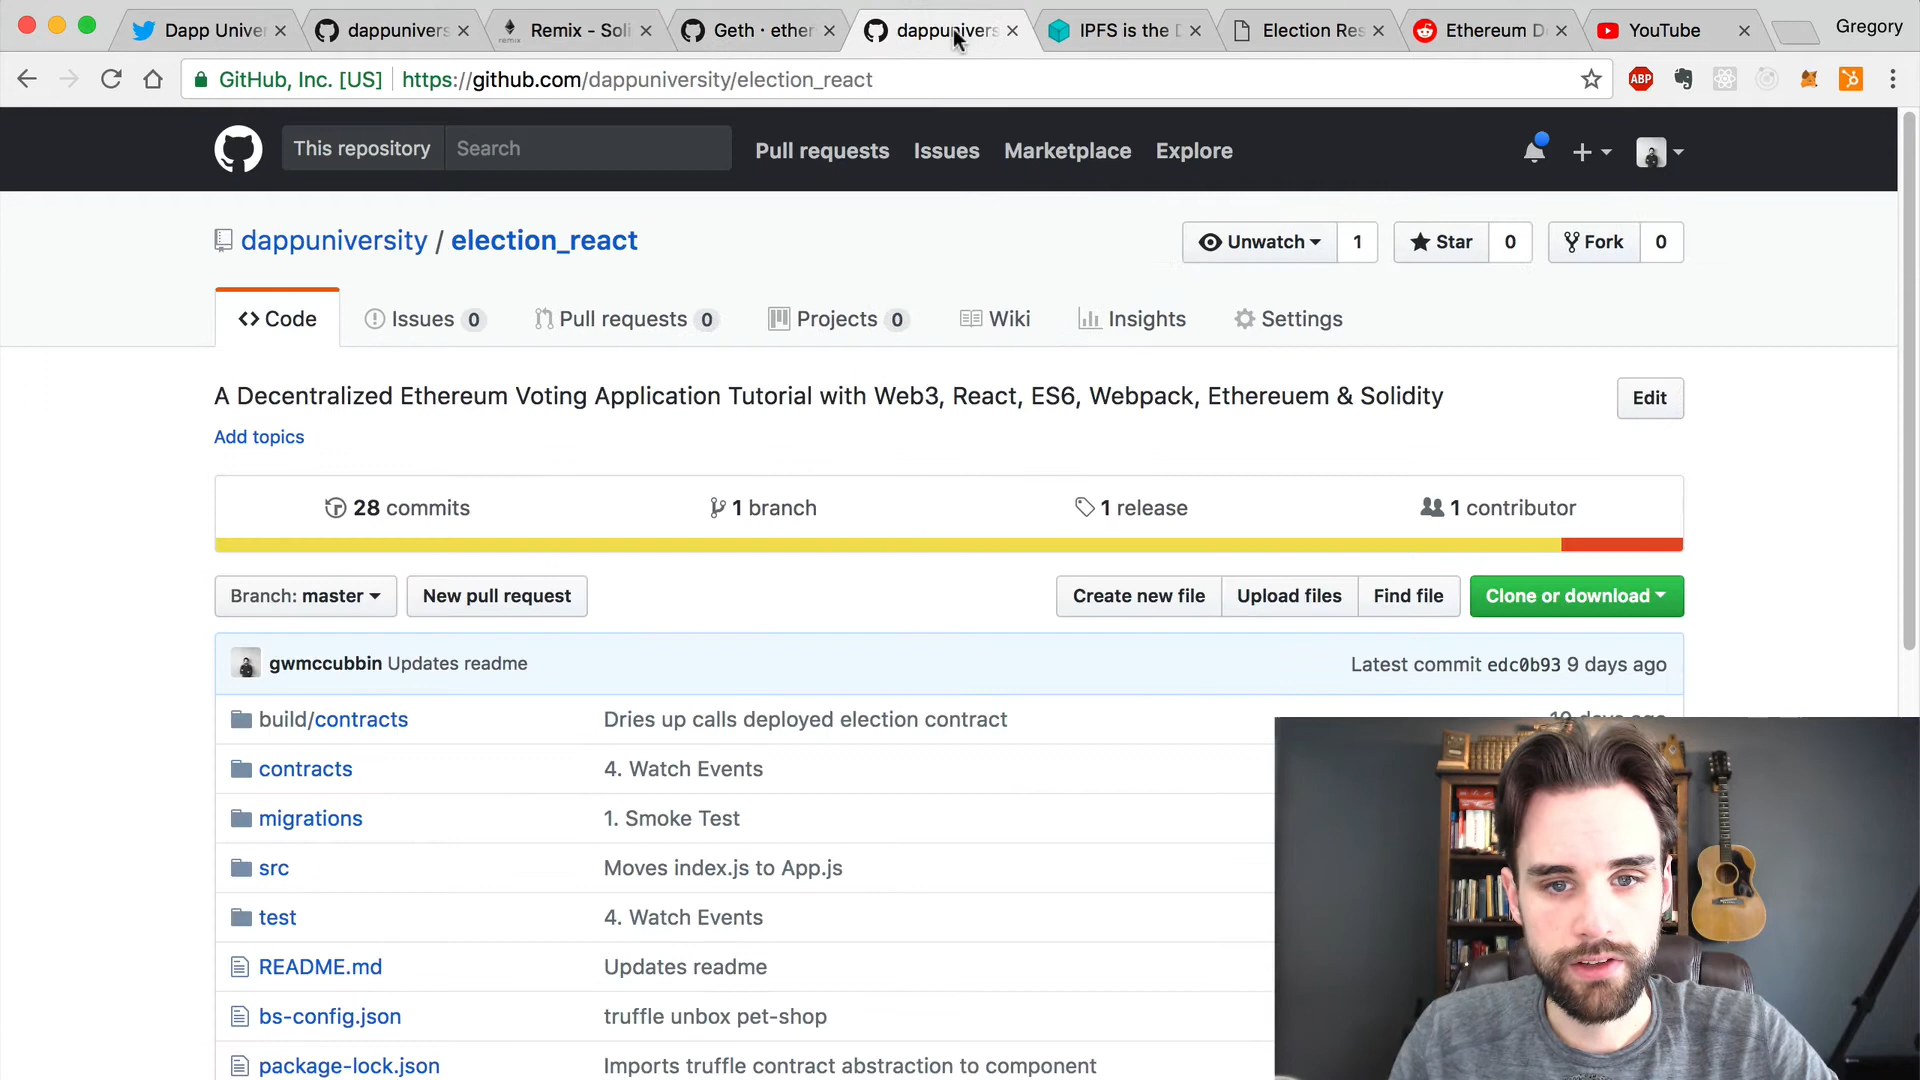 Dapp Univer
dappunivers
Remix - Soli
Geth · ether
dappunivers
IPFS is the D
Election Res
Ethereum D
YouTube
Gregory
GitHub, Inc. [US]
https://github.com/dappuniversity/election_react
ABP
This repository
Search
Pull requests
Issues
Marketplace
Explore
dappuniversity / election_react
Unwatch 1
Star 0
Fork 0
Code
Issues 0
Pull requests 0
Projects 0
Wiki
Insights
Settings
A Decentralized Ethereum Voting Application Tutorial with Web3, React, ES6, Webpack, Ethereuem & Solidity
Edit
Add topics
28 commits
1 branch
1 release
1 contributor
Branch: master
New pull request
Create new file
Upload files
Find file
Clone or download
gwmccubbin Updates readme
Latest commit edc0b93 9 days ago
build/contracts
Dries up calls deployed election contract
contracts
4. Watch Events
migrations
1. Smoke Test
src
Moves index.js to App.js
test
4. Watch Events
README.md
Updates readme
bs-config.json
truffle unbox pet-shop
package-lock.json
Imports truffle contract abstraction to component